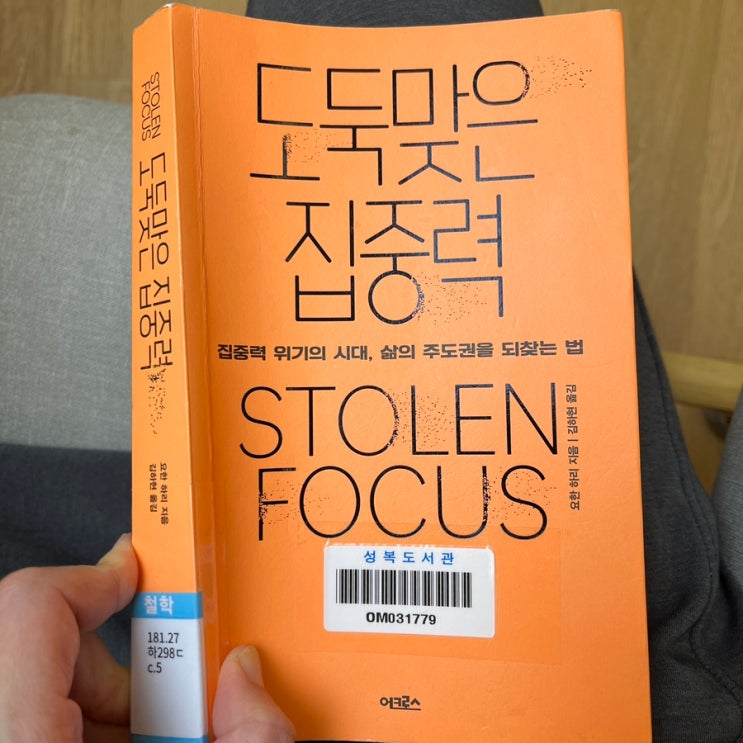 STOLEN
FOCUS
도둑맞은 집중력
요한 하리 지음
김하현 옮김
철학
181.27
하298ㄷ
c.5
도둑맞은
집중력
집중력 위기의 시대, 삶의 주도권을 되찾는 법
STOLEN
FOCUS
요한 하리 지음 | 김하현 옮김
성복도서관
OM031779
어크로스